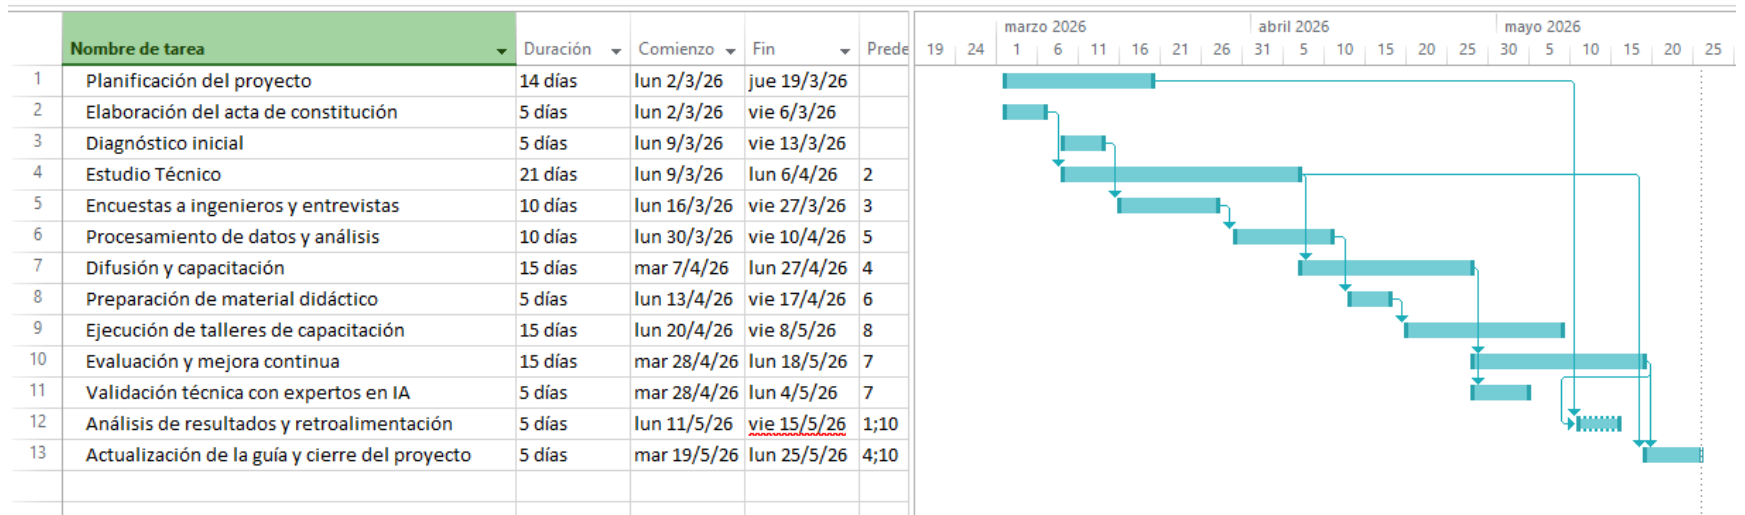 marzo 2026 abril 2026 mayo 2026
Nombre de tarea Duración Comienzo Fin Prede 19 24 1 6 11 16 21 26 31 5 10 15 20 25 5 10 15 20 25
1 Planificación del proyecto 14 días lun 2/3/26 jue 19/3/26
2 Elaboración del acta de constitución 5 días lun 2/3/26 vie 6/3/26
3 Diagnóstico inicial 5 días lun 9/3/26 vie 13/3/26
4 Estudio Técnico 21 días lun 9/3/26 lun 6/4/26 2
5 Encuestas a ingenieros y entrevistas 10 días lun 16/3/26 vie 27/3/26 3
6 Procesamiento de datos y análisis 10 días lun 30/3/26 vie 10/4/26 5
7 Difusión y capacitación 15 días mar 7/4/26 lun 27/4/26 4
8 Preparación de material didáctico 5 días lun 13/4/26 vie 17/4/26 6
9 Ejecución de talleres de capacitación 15 días lun 20/4/26 vie 8/5/26 8
10 Evaluación y mejora continua 15 días mar 28/4/26 lun 18/5/26 7
11 Validación técnica con expertos en IA 5 días mar 28/4/26 lun 4/5/26 7
12 Análisis de resultados y retroalimentación 5 días lun 11/5/26 vie 15/5/26 1;10
13 Actualización de la guía y cierre del proyecto 5 días mar 19/5/26 lun 25/5/26 4;10